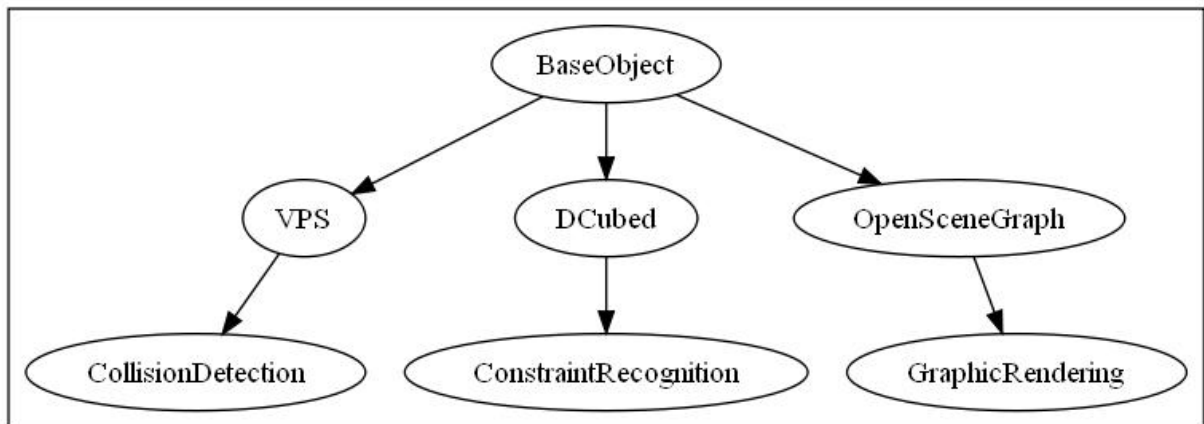 BaseObject
VPS
DCubed
OpenSceneGraph
CollisionDetection
ConstraintRecognition
GraphicRendering